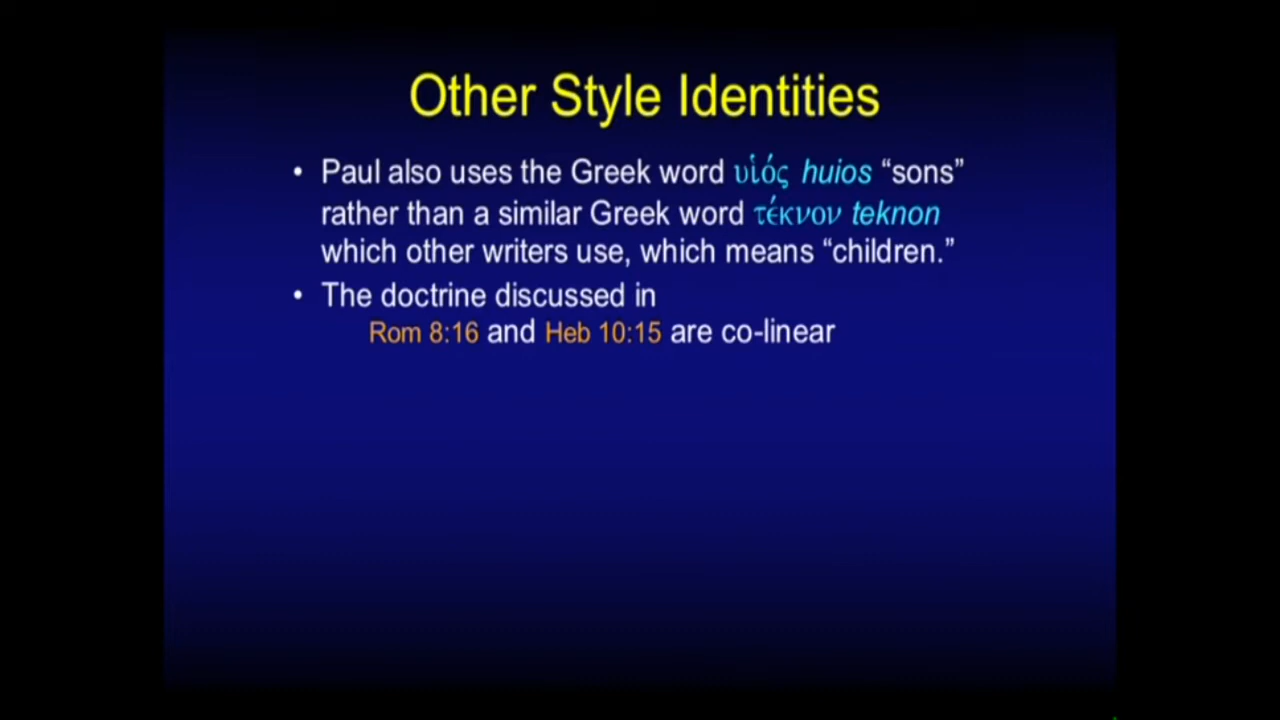 Other Style Identities
• Paul also uses the Greek word υἱός huios “sons”
rather than a similar Greek word τέκνον teknon
which other writers use, which means “children.”
• The doctrine discussed in
Rom 8:16 and Heb 10:15 are co-linear